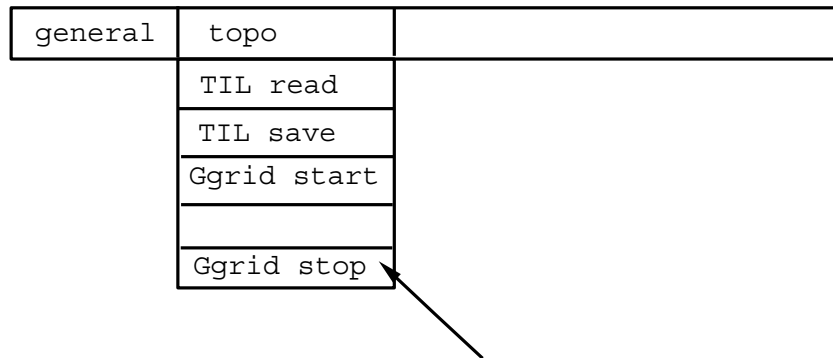 general topo
TIL read
TIL save
Ggrid start
Ggrid stop